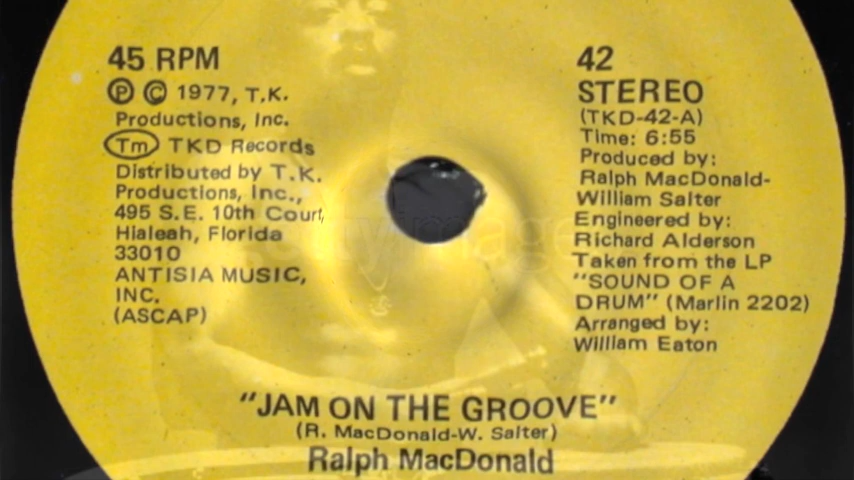 45 RPM
Ⓟ © 1977, T.K.
Productions, Inc.
Tm TKD Records
Distributed by T.K.
Productions, Inc.,
495 S.E. 10th Court,
Hialeah, Florida
33010
ANTISIA MUSIC,
INC.
(ASCAP)
42
STEREO
(TKD-42-A)
Time: 6:55
Produced by:
Ralph MacDonald-
William Salter
Engineered by:
Richard Alderson
Taken from the LP
"SOUND OF A
DRUM" (Marlin 2202)
Arranged by:
William Eaton
"JAM ON THE GROOVE"
(R. MacDonald-W. Salter)
Ralph MacDonald